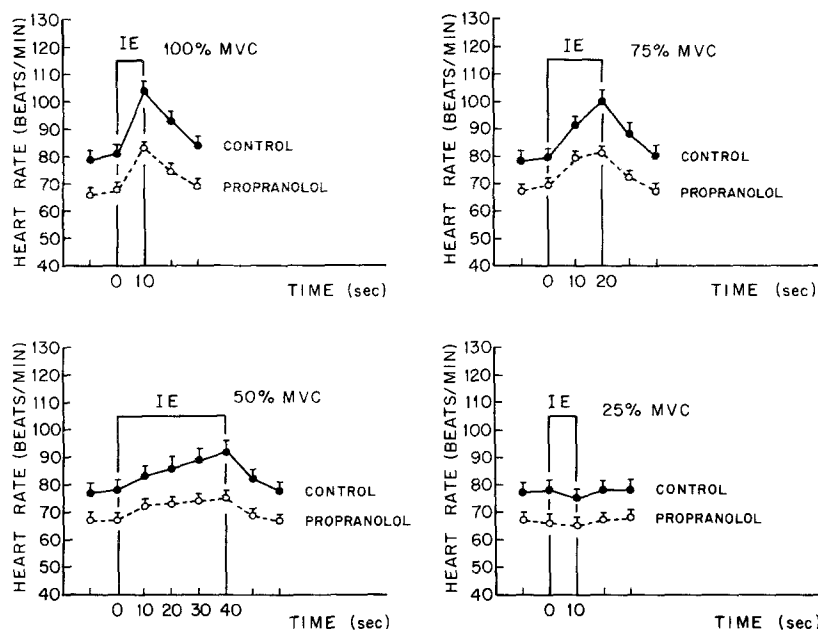 HEART RATE (BEATS/MIN)
130
120
110
100
90
80
70
60
50
40
IE
100% MVC
CONTROL
PROPRANOLOL
0 10
TIME (sec)
HEART RATE (BEATS/MIN)
130
120
110
100
90
80
70
60
50
40
IE
75% MVC
CONTROL
PROPRANOLOL
0 10 20
TIME (sec)
HEART RATE (BEATS/MIN)
130
120
110
100
90
80
70
60
50
40
IE
50% MVC
CONTROL
PROPRANOLOL
0 10 20 30 40
TIME (sec)
HEART RATE (BEATS/MIN)
130
120
110
100
90
80
70
60
50
40
IE
25% MVC
CONTROL
PROPRANOLOL
0 10
TIME (sec)